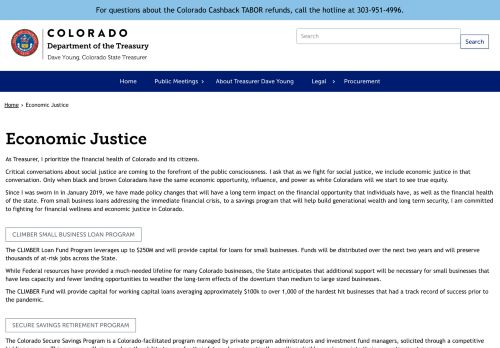 For questions about the Colorado Cashback TABOR refunds, call the hotline at 303-951-4996.
COLORADO
Department of the Treasury
Dave Young, Colorado State Treasurer
Search
Search
Home Public Meetings › About Treasurer Dave Young Legal › Procurement
Home › Economic Justice
Economic Justice
As Treasurer, I prioritize the financial health of Colorado and its citizens.
Critical conversations about social justice are coming to the forefront of the public consciousness. I ask that as we fight for social justice, we include economic justice in that
conversation. Only when black and brown Coloradans have the same economic opportunity, influence, and power as white Coloradans will we start to see true equity.
Since I was sworn in in January 2019, we have made policy changes that will have a long term impact on the financial opportunity that individuals have, as well as the financial health
of the state. From small business loans addressing the immediate financial crisis, to a savings program that will help build generational wealth and long term security, I am committed
to fighting for financial wellness and economic justice in Colorado.
CLIMBER SMALL BUSINESS LOAN PROGRAM
The CLIMBER Loan Fund Program leverages up to $250M and will provide capital for loans for small businesses. Funds will be distributed over the next two years and will preserve
thousands of at-risk jobs across the State.
While Federal resources have provided a much-needed lifeline for many Colorado businesses, the State anticipates that additional support will be necessary for small businesses that
have less capacity and fewer lending opportunities to weather the long-term effects of the downturn than medium to large sized businesses.
The CLIMBER Fund will provide capital for working capital loans averaging approximately $100k to over 1,000 of the hardest hit businesses that had a track record of success prior to
the pandemic.
SECURE SAVINGS RETIREMENT PROGRAM
The Colorado Secure Savings Program is a Colorado-facilitated program managed by private program administrators and investment fund managers, solicited through a competitive